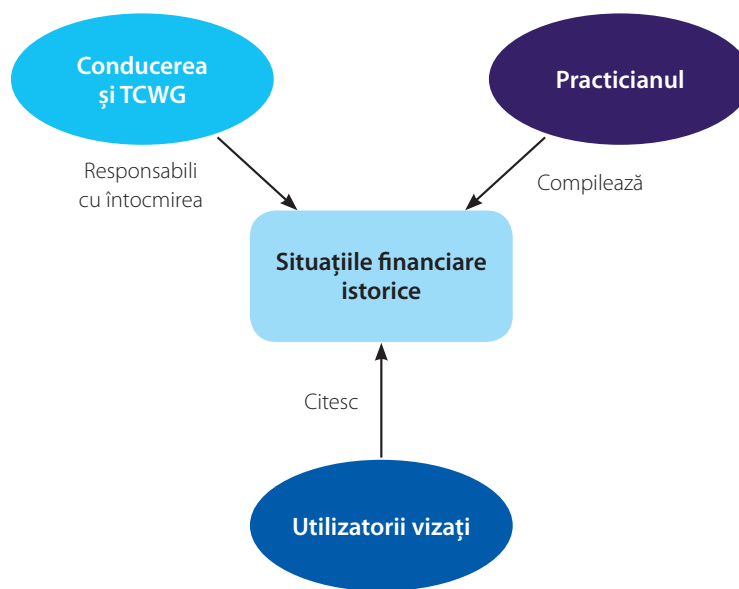 Conducerea
și TCWG
Practicianul
Responsabili
cu întocmirea
Compilează
Situațiile financiare
istorice
Citesc
Utilizatorii vizați